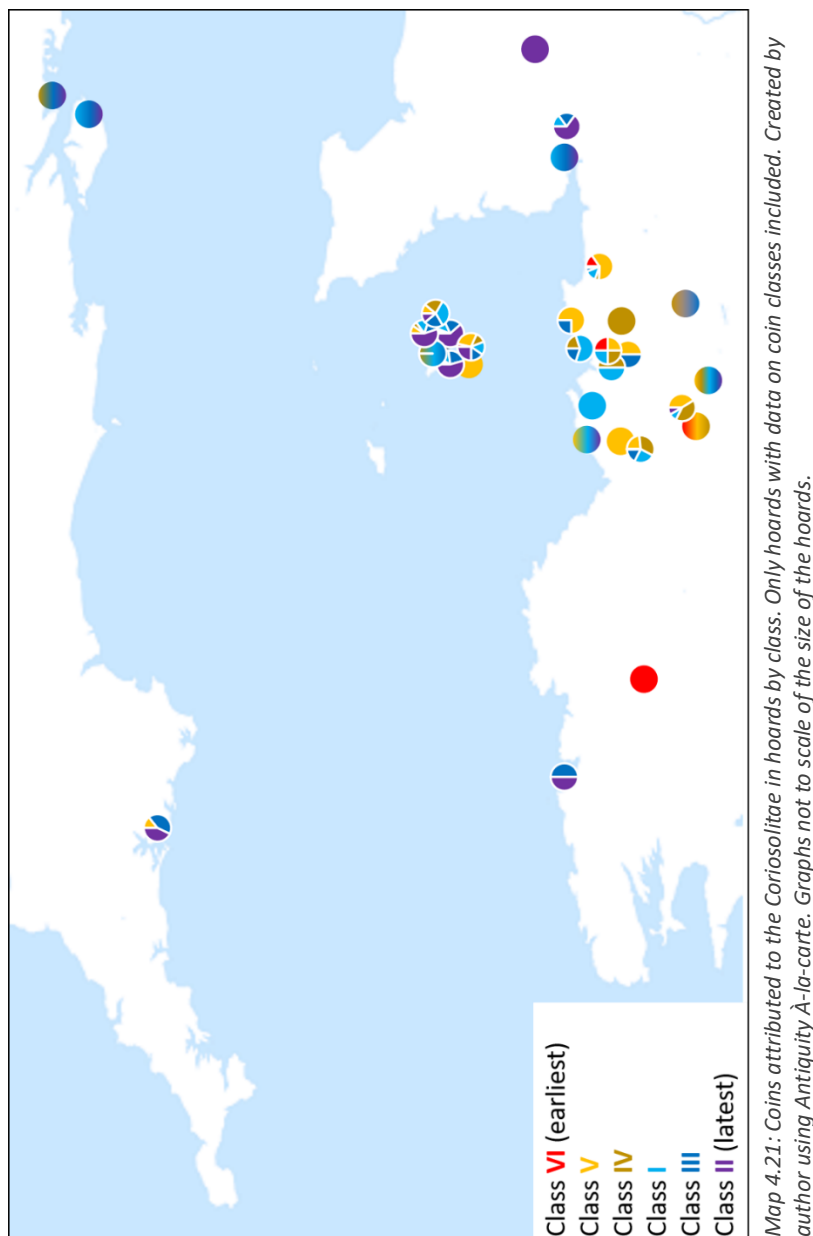 Class VI (earliest)
Class V
Class IV
Class I
Class III
Class II (latest)
Map 4.21: Coins attributed to the Coriosolitae in hoards by class. Only hoards with data on coin classes included. Created by
author using Antiquity À-la-carte. Graphs not to scale of the size of the hoards.